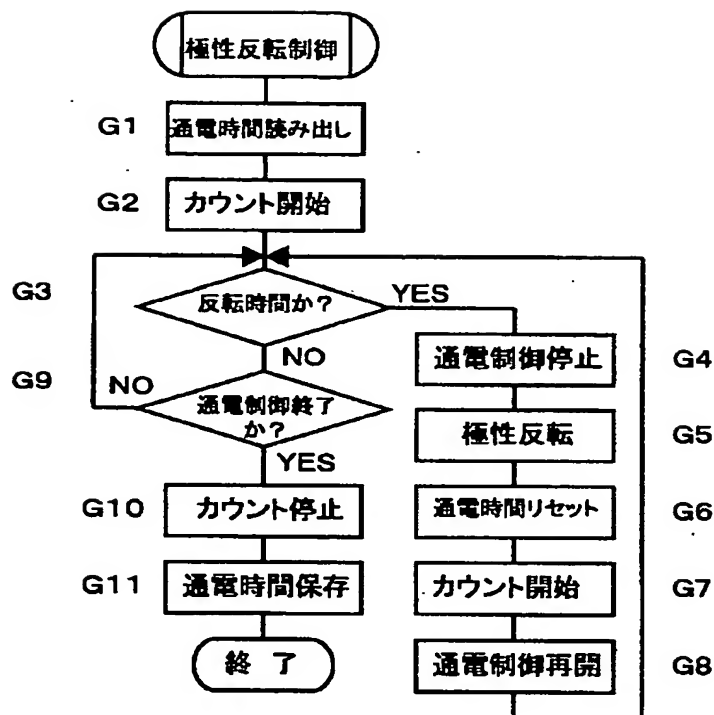 極性反転制御
G1
通電時間読み出し
G2
カウント開始
G3
反転時間か?
YES
NO
G4
通電制御停止
G5
極性反転
G6
通電時間リセット
G7
カウント開始
G8
通電制御再開
G9
NO
通電制御終了
か?
YES
G10
カウント停止
G11
通電時間保存
終了